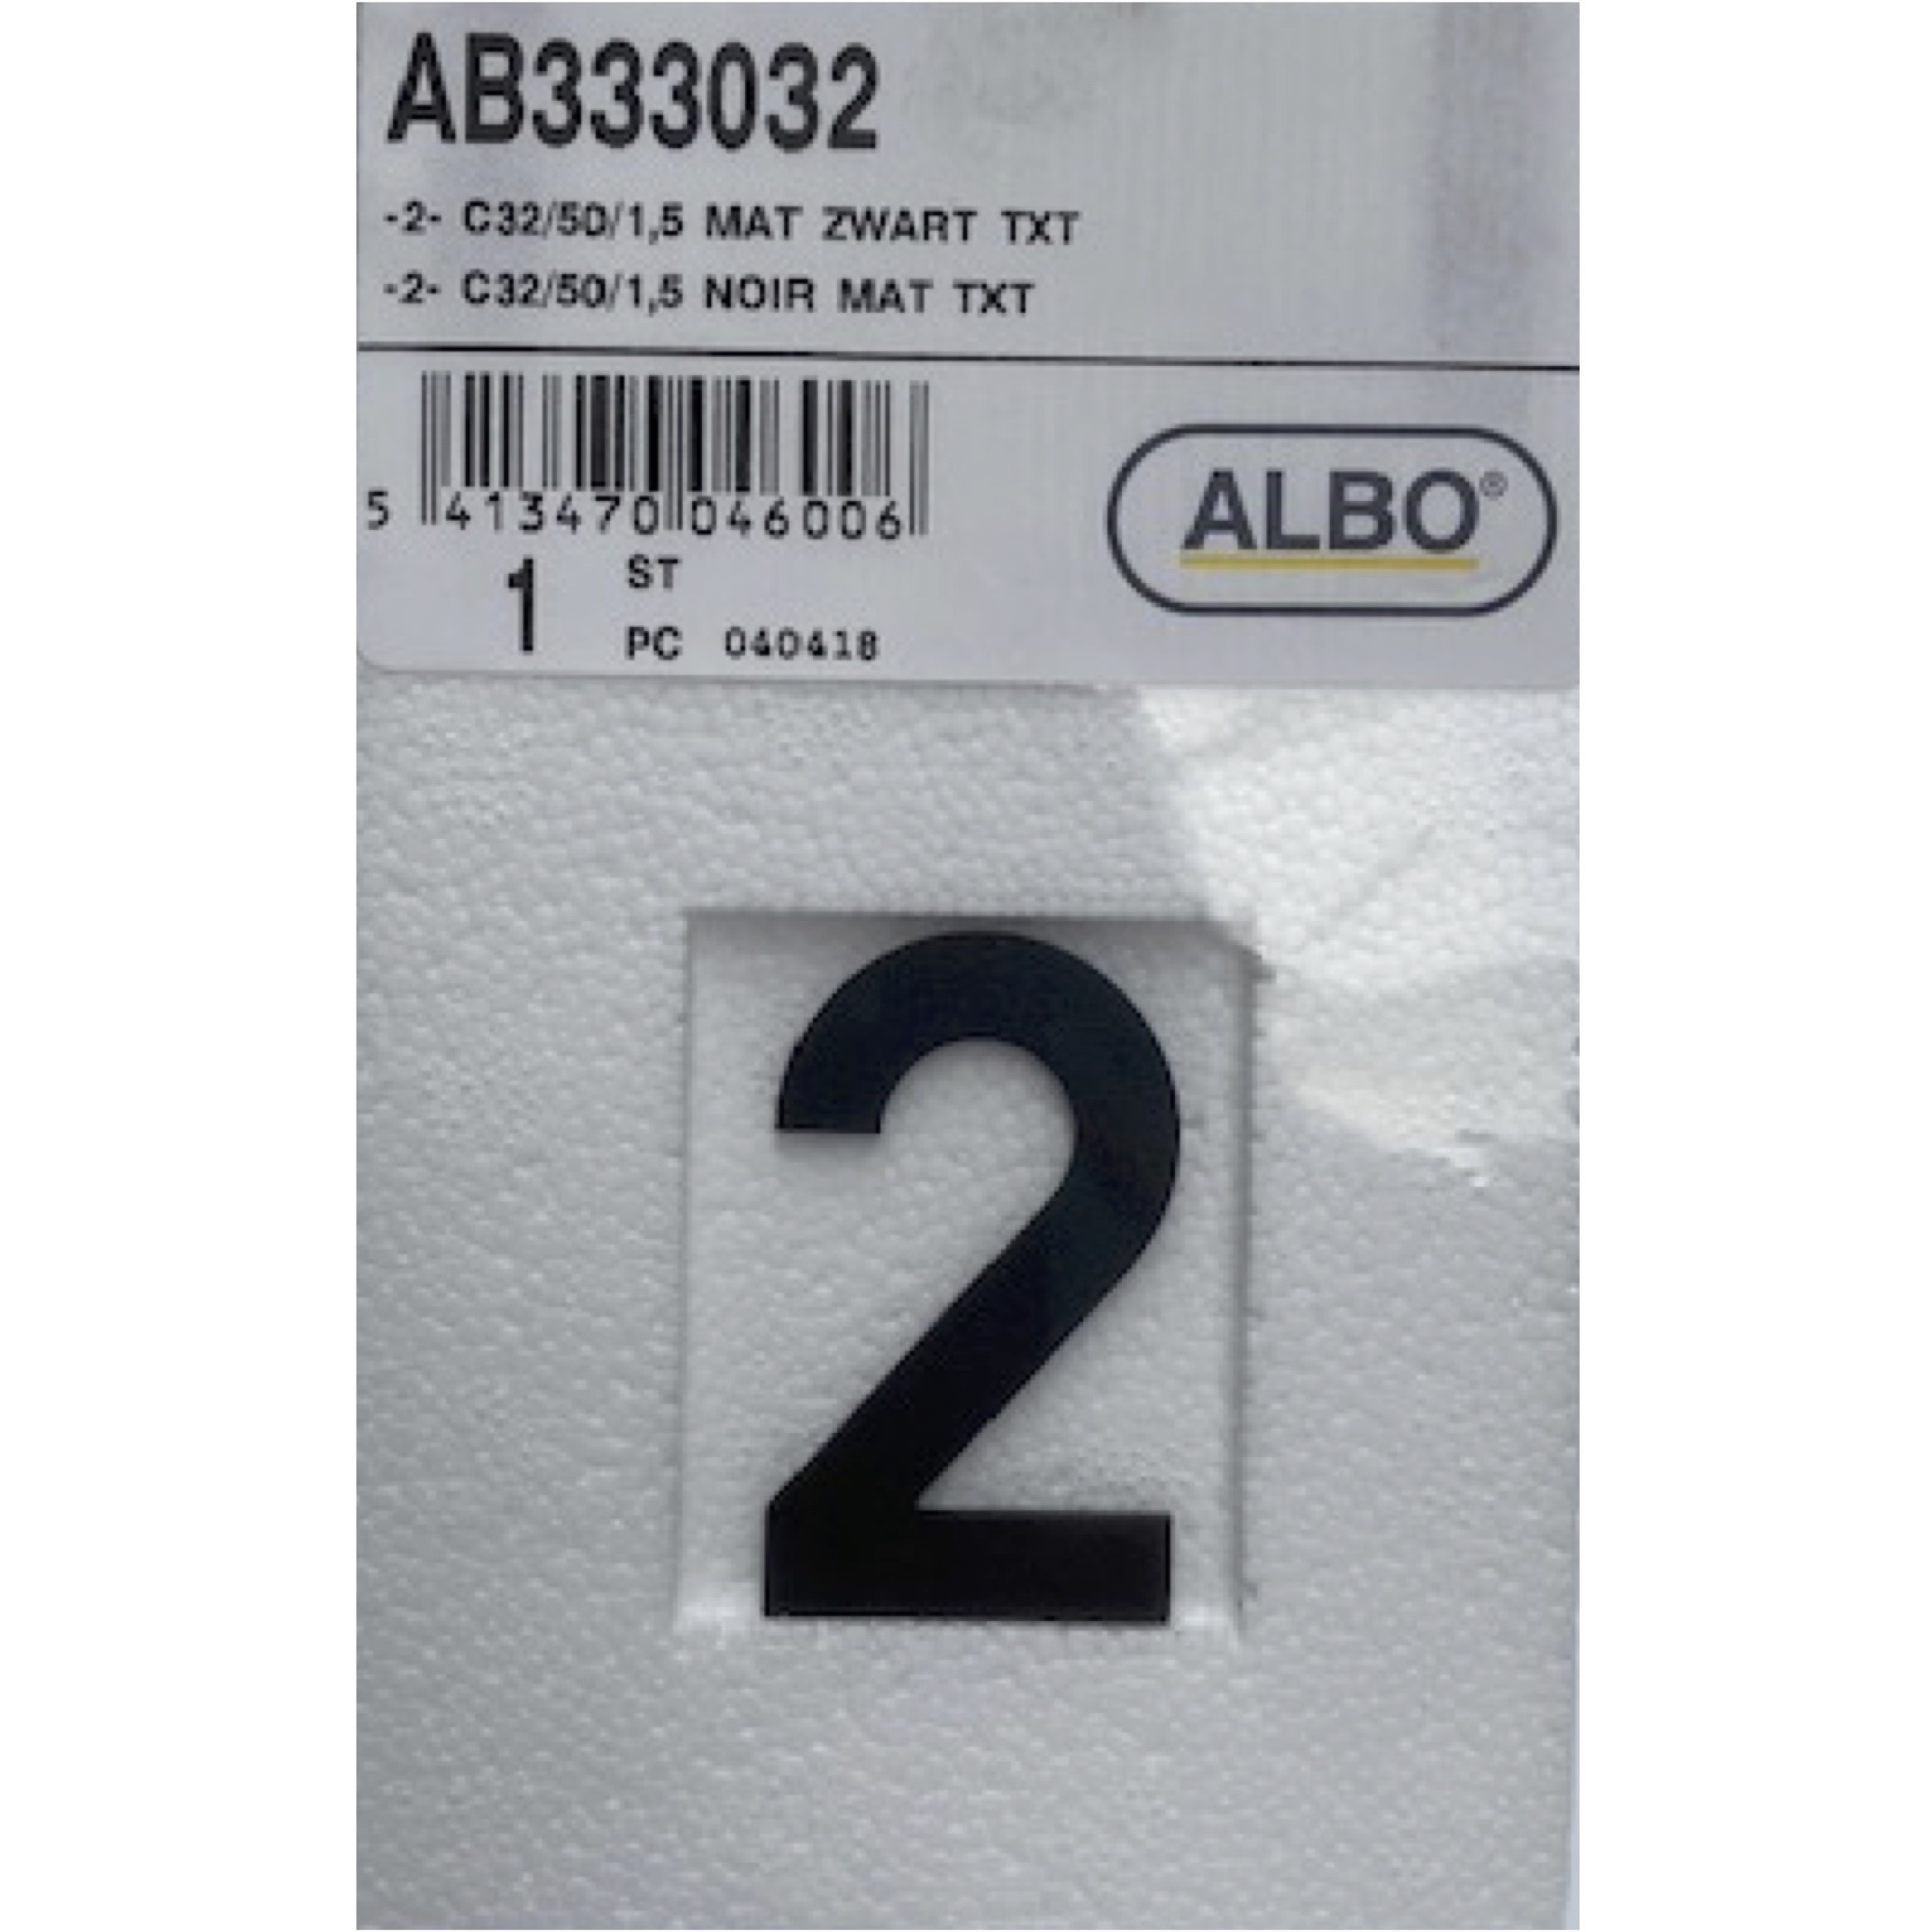 AB333032
-2- C32/50/1,5 MAT ZWART TXT
-2- C32/50/1,5 NOIR MAT TXT
5 413470 046006
ALBO®
1 ST
PC 040418
2